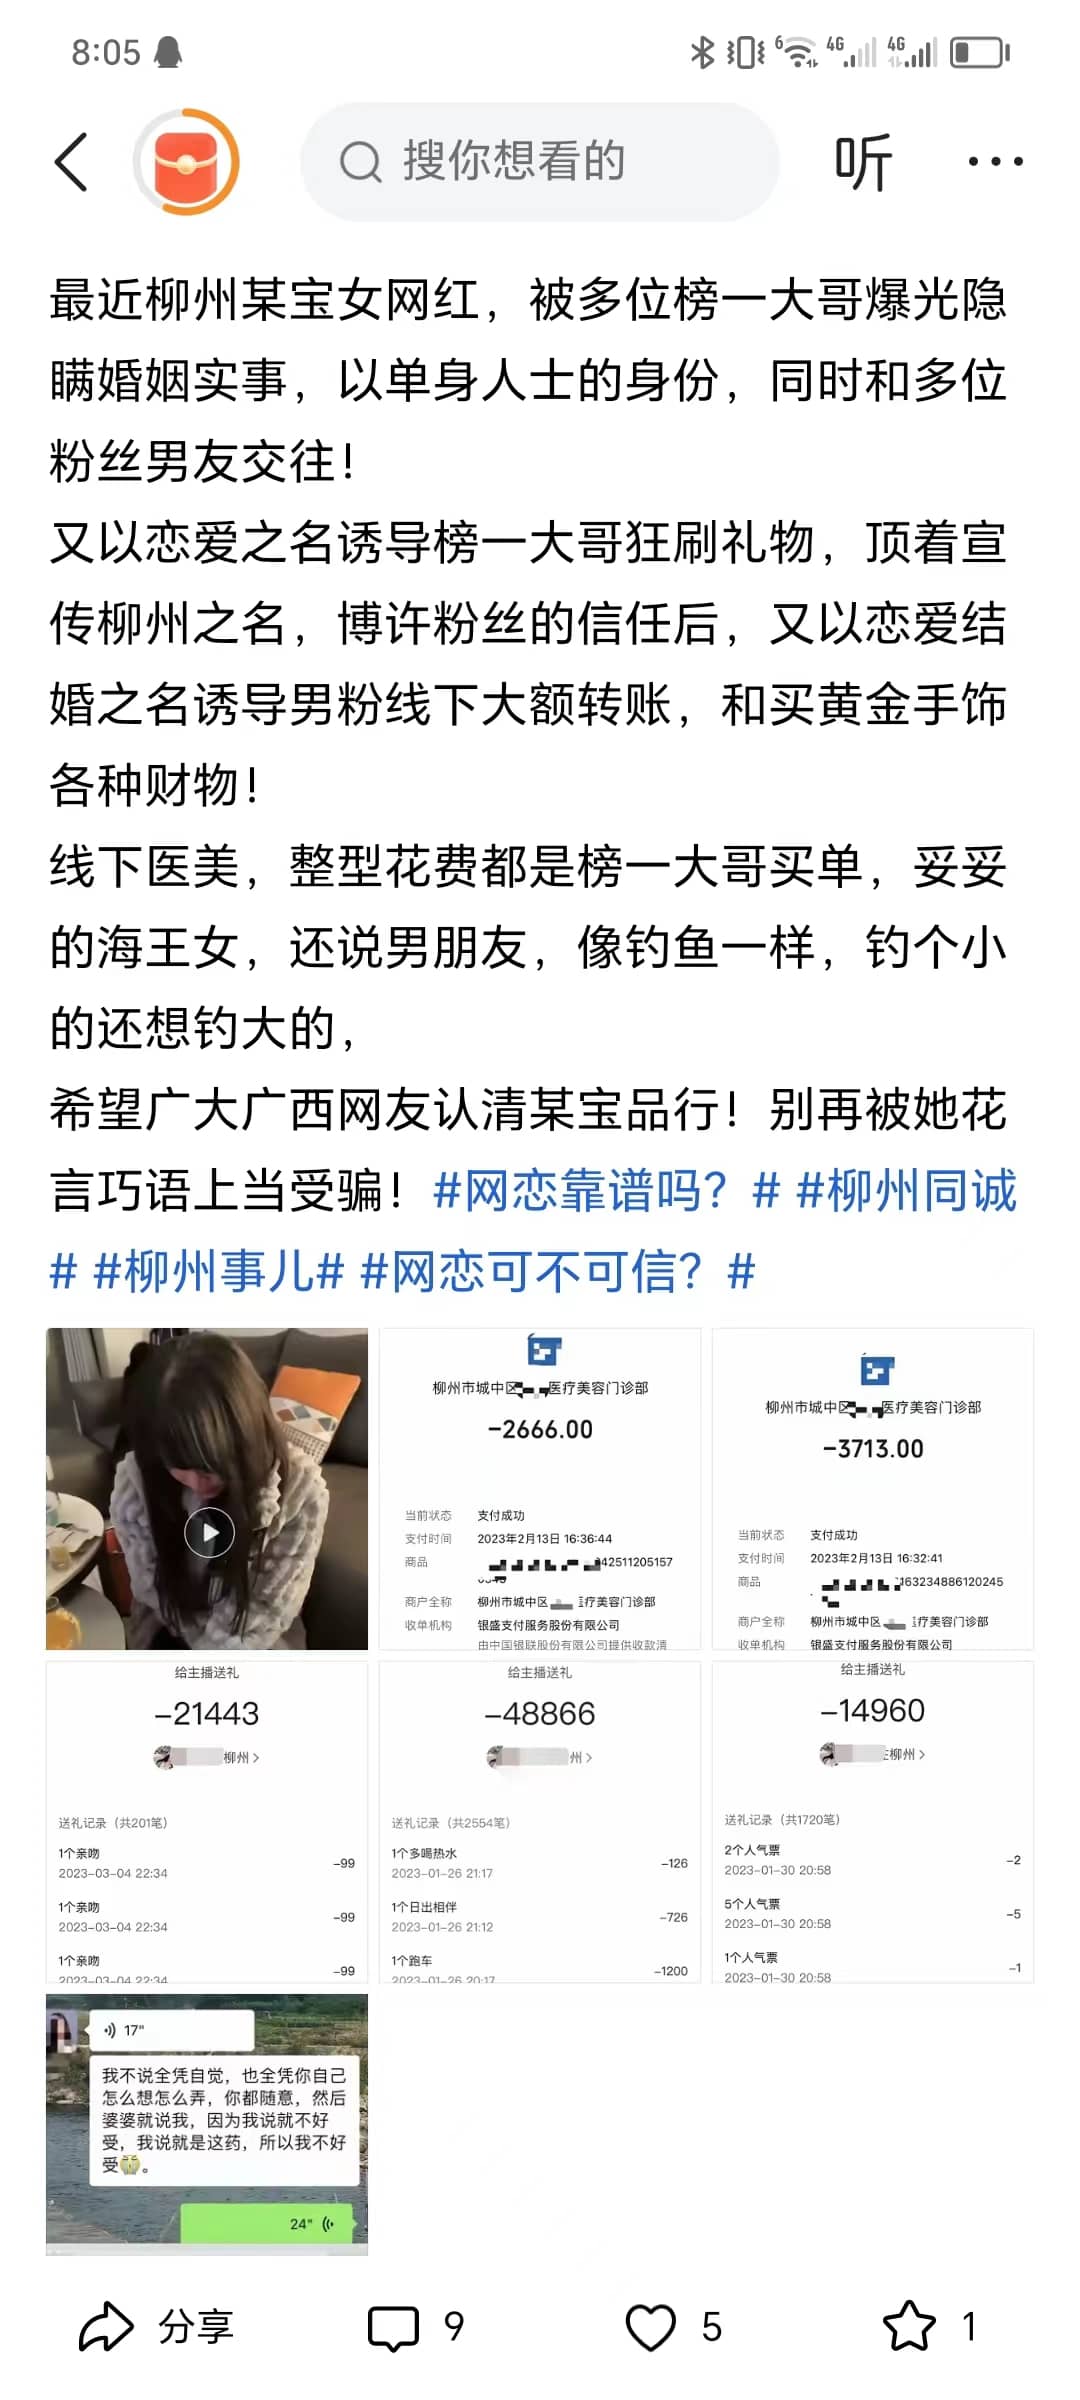 8:05
6 4G 4G
搜你想看的 听
最近柳州某宝女网红，被多位榜一大哥爆光隐
瞒婚姻实事，以单身人士的身份，同时和多位
粉丝男友交往！
又以恋爱之名诱导榜一大哥狂刷礼物，顶着宣
传柳州之名，博许粉丝的信任后，又以恋爱结
婚之名诱导男粉线下大额转账，和买黄金手饰
各种财物！
线下医美，整型花费都是榜一大哥买单，妥妥
的海王女，还说男朋友，像钓鱼一样，钓个小
的还想钓大的，
希望广大广西网友认清某宝品行！别再被她花
言巧语上当受骗！#网恋靠谱吗？# #柳州同诚
# #柳州事儿# #网恋可不可信？#
柳州市城中区 医疗美容门诊部
-2666.00
当前状态 支付成功
支付时间 2023年2月13日 16:36:44
商品 42511205157
商户全称 柳州市城中区 疗美容门诊部
收单机构 银盛支付服务股份有限公司
由中国银联股份有限公司提供收款清
柳州市城中区 医疗美容门诊部
-3713.00
当前状态 支付成功
支付时间 2023年2月13日 16:32:41
商品 163234886120245
商户全称 柳州市城中区 疗美容门诊部
收单机构 银盛支付服务股份有限公司
给主播送礼
-21443
柳州 >
送礼记录（共201笔）
1个亲吻 -99
2023-03-04 22:34
1个亲吻 -99
2023-03-04 22:34
1个亲吻 -99
2023-03-04 22:34
给主播送礼
-48866
州 >
送礼记录（共2554笔）
1个多喝热水 -126
2023-01-26 21:17
1个日出相伴 -726
2023-01-26 21:12
1个跑车 -1200
2023-01-26 20:17
给主播送礼
-14960
柳州 >
送礼记录（共1720笔）
2个人气票 -2
2023-01-30 20:58
5个人气票 -5
2023-01-30 20:58
1个人气票 -1
2023-01-30 20:58
17"
我不说全凭自觉，也全凭你自己
怎么想怎么弄，你都随意，然后
婆婆就说我，因为我说就不好
受，我说就是这药，所以我不好
受。
24"
分享 9 5 1